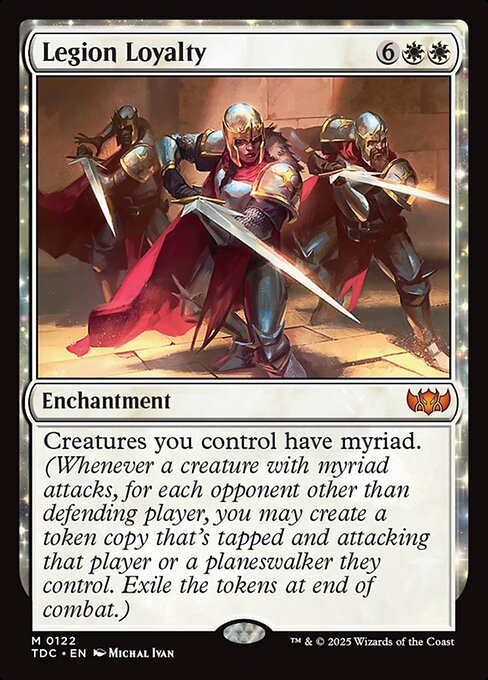 Legion Loyalty 6
Enchantment
Creatures you control have myriad.
(Whenever a creature with myriad
attacks, for each opponent other than
defending player, you may create a
token copy that's tapped and attacking
that player or a planeswalker they
control. Exile the tokens at end of
combat.)
M 0122
TDC • EN Michal Ivan
™ & © 2025 Wizards of the Coast